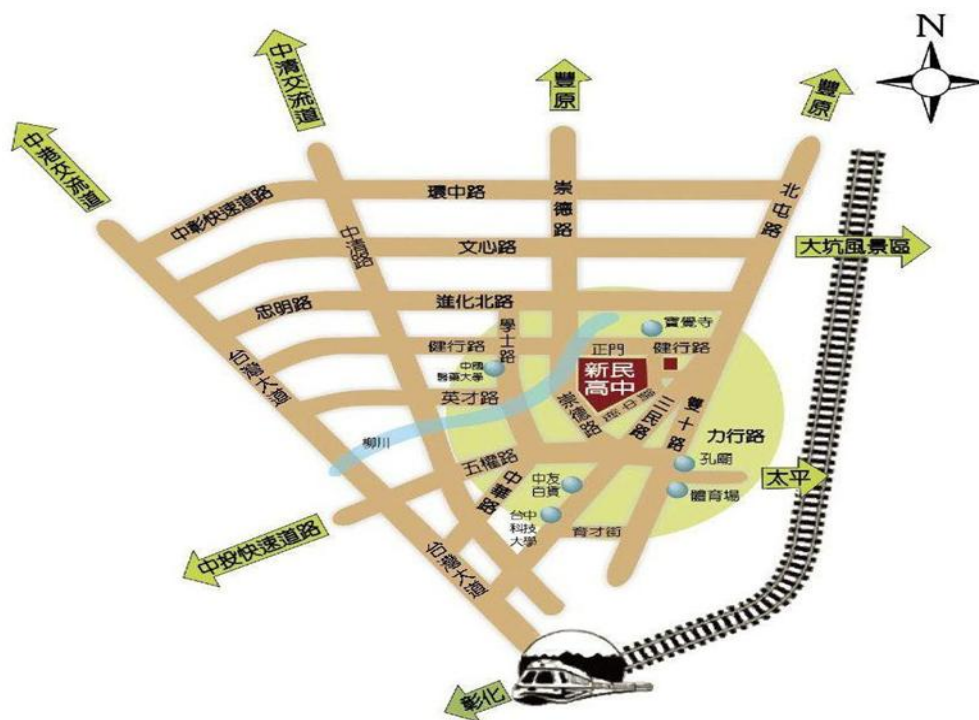 N
中港交流道
中清交流道
豐原
豐原
中彰快速道路
環中路
崇德路
北屯路
中清路
文心路
大坑風景區
忠明路
進化北路
學士路
寶覺寺
台灣大道
健行路
正門
健行路
中國
醫藥大學
新民
高中
英才路
崇德路
三民路
雙十路
力行路
柳川
五權路
孔廟
中華路
中友
百貨
太平
體育場
台中
科技
大學
育才街
中投快速道路
台灣大道
彰化